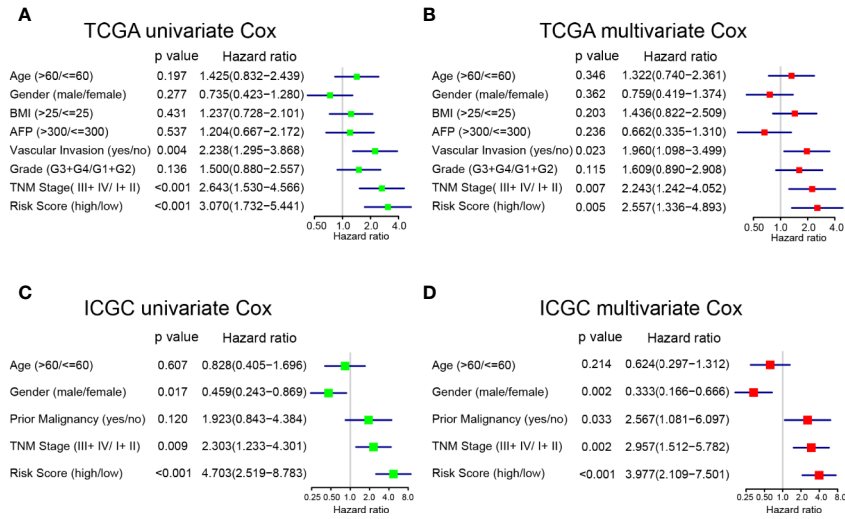 A
TCGA univariate Cox
p value Hazard ratio
Age (>60/<=60) 0.197 1.425(0.832−2.439)
Gender (male/female) 0.277 0.735(0.423−1.280)
BMI (>25/<=25) 0.431 1.237(0.728−2.101)
AFP (>300/<=300) 0.537 1.204(0.667−2.172)
Vascular Invasion (yes/no) 0.004 2.238(1.295−3.868)
Grade (G3+G4/G1+G2) 0.136 1.500(0.880−2.557)
TNM Stage( III+ IV/ I+ II) <0.001 2.643(1.530−4.566)
Risk Score (high/low) <0.001 3.070(1.732−5.441)
0.50 1.0 2.0 4.0
Hazard ratio
B
TCGA multivariate Cox
p value Hazard ratio
Age (>60/<=60) 0.346 1.322(0.740−2.361)
Gender (male/female) 0.362 0.759(0.419−1.374)
BMI (>25/<=25) 0.203 1.436(0.822−2.509)
AFP (>300/<=300) 0.236 0.662(0.335−1.310)
Vascular Invasion (yes/no) 0.023 1.960(1.098−3.499)
Grade (G3+G4/G1+G2) 0.115 1.609(0.890−2.908)
TNM Stage (III+ IV/ I+ II) 0.007 2.243(1.242−4.052)
Risk Score (high/low) 0.005 2.557(1.336−4.893)
0.50 1.0 2.0 4.0
Hazard ratio
C
ICGC univariate Cox
p value Hazard ratio
Age (>60/<=60) 0.607 0.828(0.405−1.696)
Gender (male/female) 0.017 0.459(0.243−0.869)
Prior Malignancy (yes/no) 0.120 1.923(0.843−4.384)
TNM Stage (III+ IV/ I+ II) 0.009 2.303(1.233−4.301)
Risk Score (high/low) <0.001 4.703(2.519−8.783)
0.25 0.50 1.0 2.0 4.0 8.0
Hazard ratio
D
ICGC multivariate Cox
p value Hazard ratio
Age (>60/<=60) 0.214 0.624(0.297−1.312)
Gender (male/female) 0.002 0.333(0.166−0.666)
Prior Malignancy (yes/no) 0.033 2.567(1.081−6.097)
TNM Stage (III+ IV/ I+ II) 0.002 2.957(1.512−5.782)
Risk Score (high/low) <0.001 3.977(2.109−7.501)
0.25 0.50 1.0 2.0 4.0 8.0
Hazard ratio